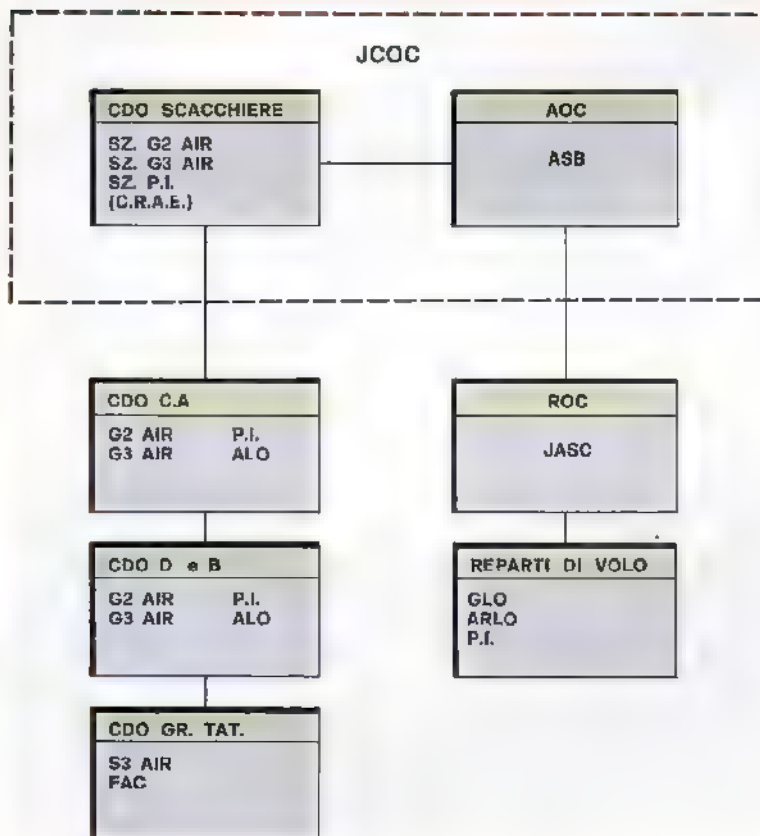 JCOC
CDO SCACCHIERE
SZ. G2 AIR
SZ. G3 AIR
SZ. P.I.
(C.R.A.E.)
AOC
ASB
CDO C.A
G2 AIR P.I.
G3 AIR ALO
ROC
JASC
CDO D e B
G2 AIR P.I.
G3 AIR ALO
REPARTI DI VOLO
GLO
ARLO
P.I.
CDO GR. TAT.
S3 AIR
FAC